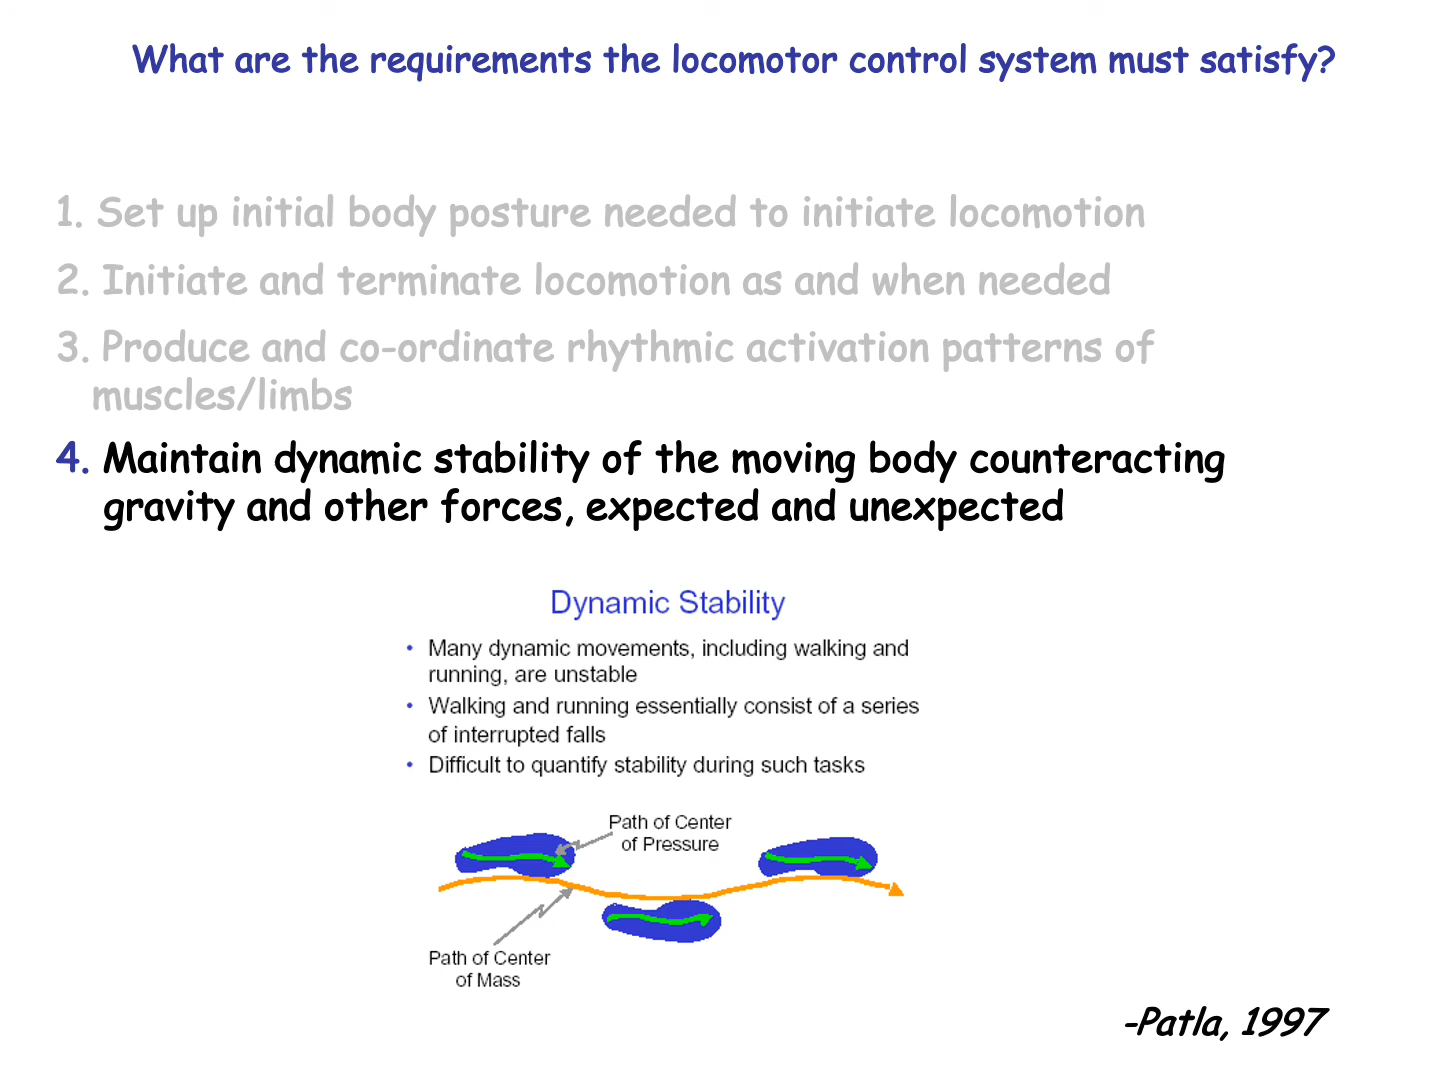 What are the requirements the locomotor control system must satisfy?
1. Set up initial body posture needed to initiate locomotion
2. Initiate and terminate locomotion as and when needed
3. Produce and co-ordinate rhythmic activation patterns of
muscles/limbs
4. Maintain dynamic stability of the moving body counteracting
gravity and other forces, expected and unexpected
Dynamic Stability
• Many dynamic movements, including walking and
running, are unstable
• Walking and running essentially consist of a series
of interrupted falls
• Difficult to quantify stability during such tasks
Path of Center
of Pressure
Path of Center
of Mass
-Patla, 1997